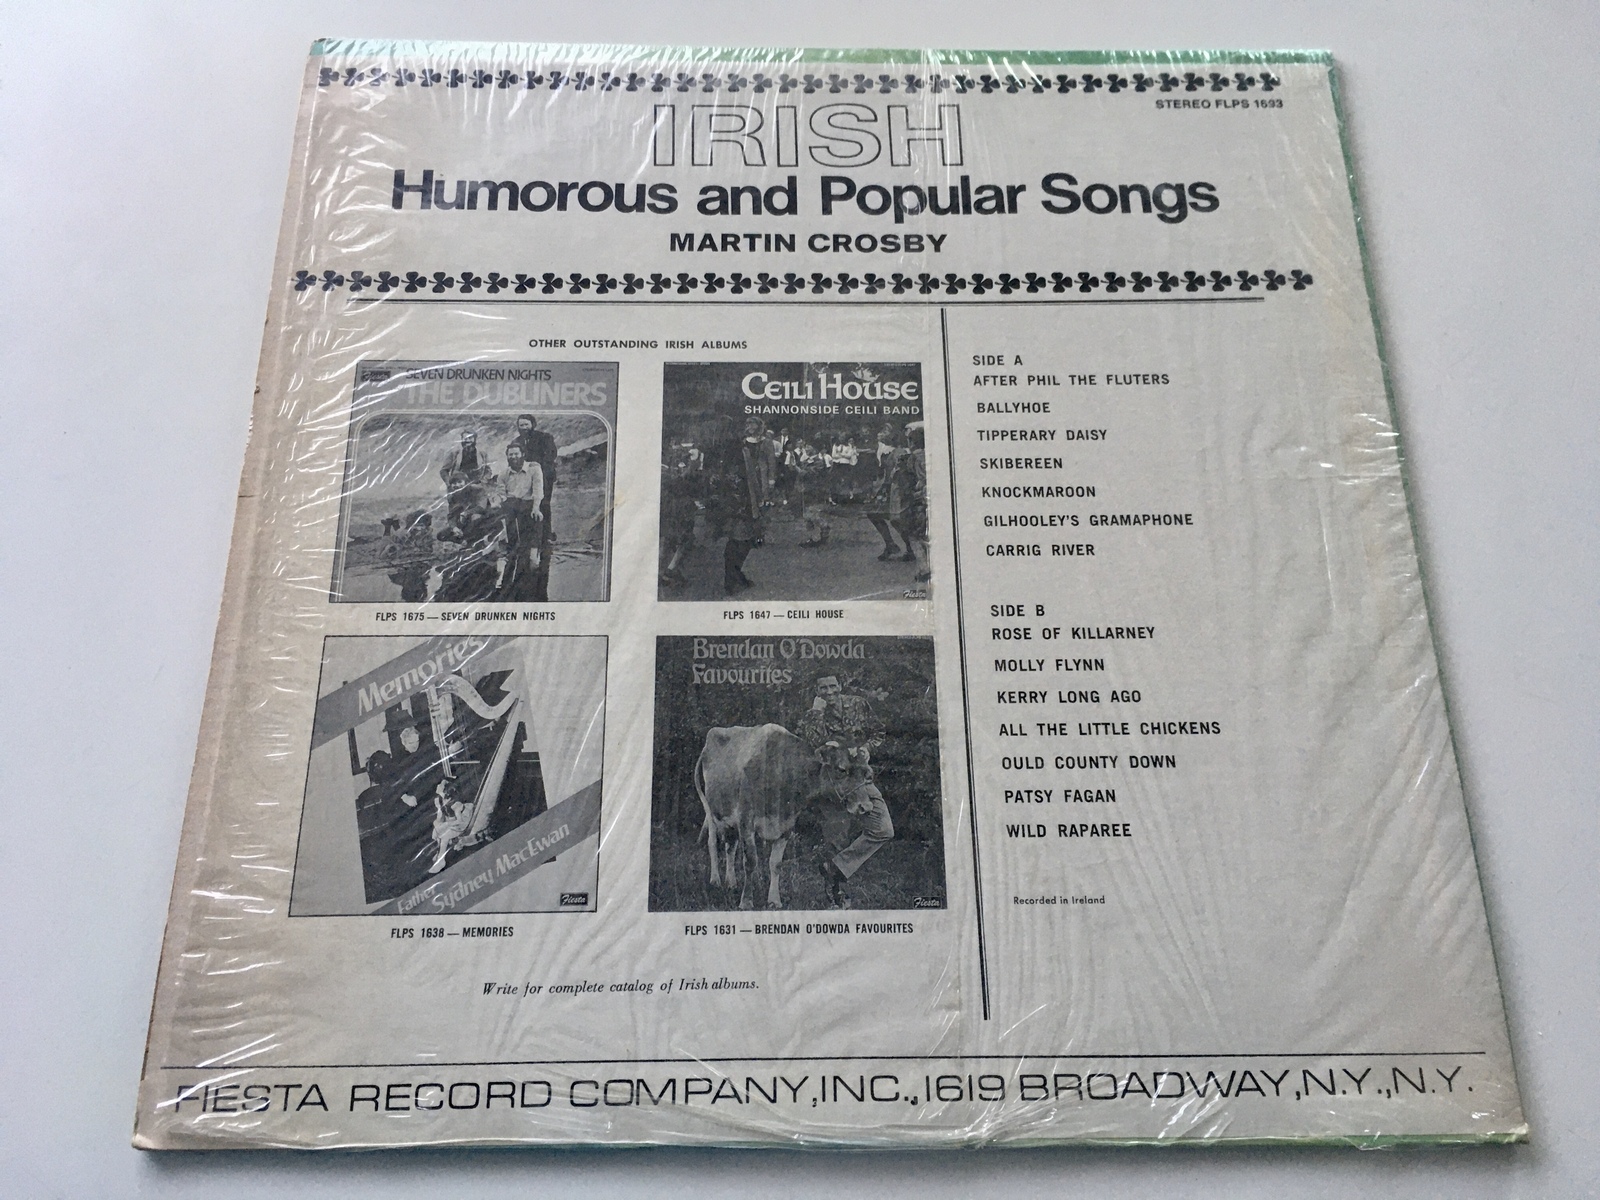 STEREO FLPS 1693
IRISH
Humorous and Popular Songs
MARTIN CROSBY
OTHER OUTSTANDING IRISH ALBUMS
SEVEN DRUNKEN NIGHTS
THE DUBLINERS
FLPS 1675 — SEVEN DRUNKEN NIGHTS
Ceili House
SHANNONSIDE CEILI BAND
Fiesta
FLPS 1647 — CEILI HOUSE
Memories
Father
Sydney MacEwan
Fiesta
FLPS 1638 — MEMORIES
Brendan O'Dowda
Favourites
Fiesta
FLPS 1631 — BRENDAN O'DOWDA FAVOURITES
Write for complete catalog of Irish albums.
SIDE A
AFTER PHIL THE FLUTERS
BALLYHOE
TIPPERARY DAISY
SKIBEREEN
KNOCKMAROON
GILHOOLEY'S GRAMAPHONE
CARRIG RIVER
SIDE B
ROSE OF KILLARNEY
MOLLY FLYNN
KERRY LONG AGO
ALL THE LITTLE CHICKENS
OULD COUNTY DOWN
PATSY FAGAN
WILD RAPAREE
Recorded in Ireland
FIESTA RECORD COMPANY, INC., 1619 BROADWAY, N.Y., N.Y.